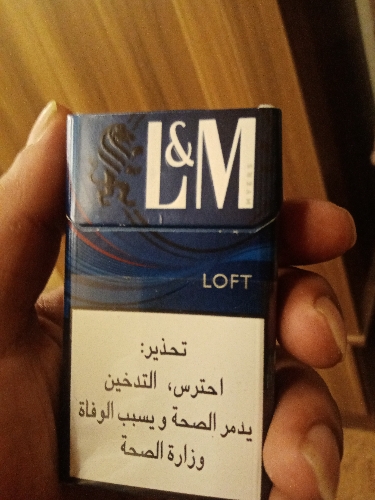 L&M
LOFT
تحذير:
احترس، التدخين
يدمر الصحة و يسبب الوفاة
وزارة الصحة